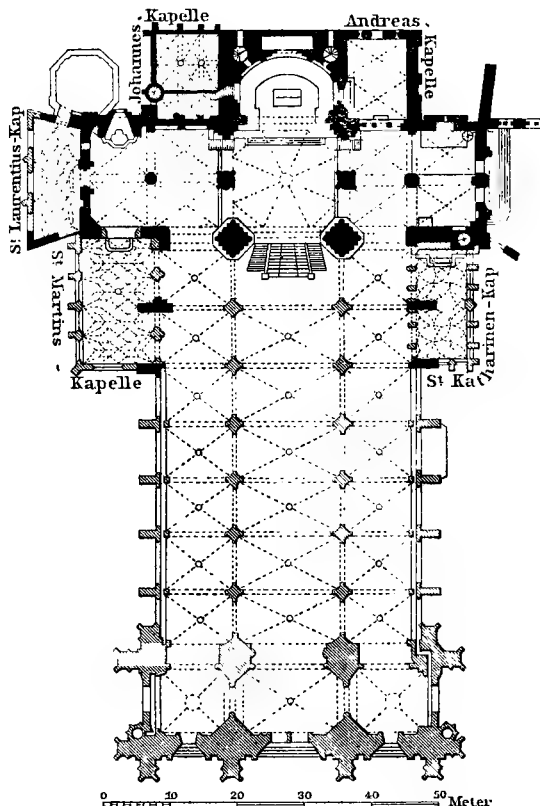 Johannes-
Kapelle
Andreas-
Kapelle
St Laurentius-Kap
St Martins-
Kapelle
St Katharinen-Kap
0 10 20 30 40 50 Meter